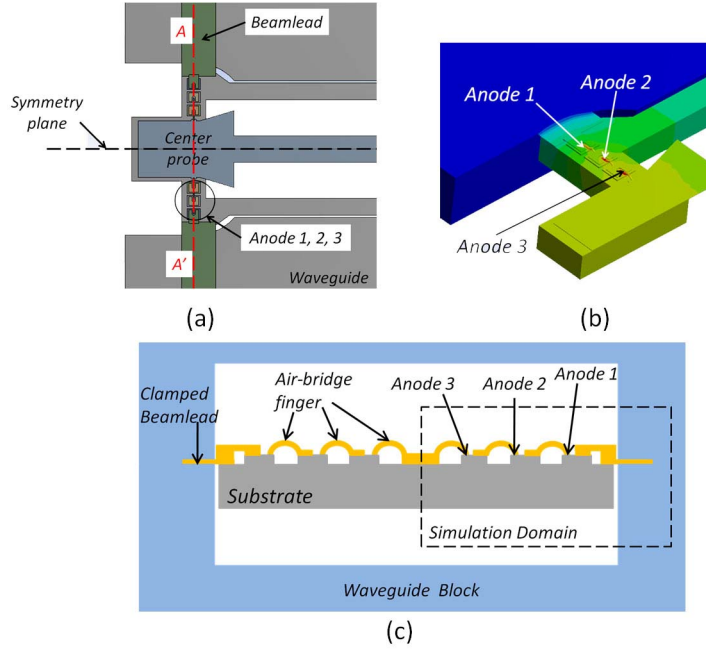 A
Beamlead
Symmetry
plane
Center
probe
A'
Anode 1, 2, 3
Waveguide
(a)
Anode 2
Anode 1
Anode 3
(b)
Clamped
Beamlead
Air-bridge
finger
Anode 3
Anode 2
Anode 1
Substrate
Simulation Domain
Waveguide Block
(c)